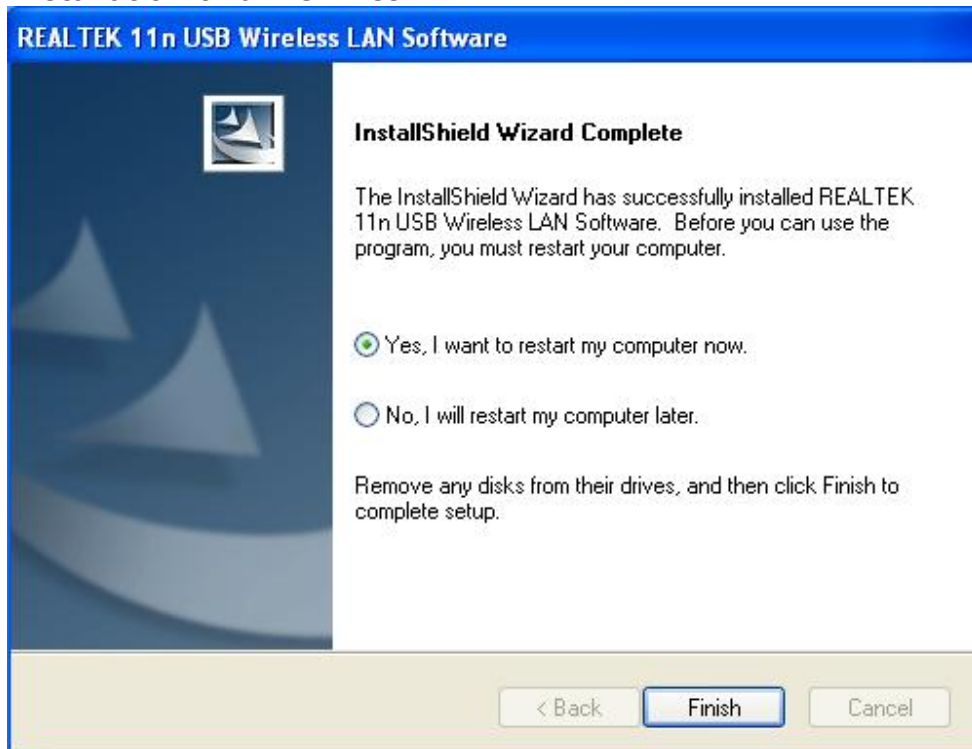 REALTEK 11n USB Wireless LAN Software
InstallShield Wizard Complete
The InstallShield Wizard has successfully installed REALTEK
11n USB Wireless LAN Software. Before you can use the
program, you must restart your computer.
Yes, I want to restart my computer now.
No, I will restart my computer later.
Remove any disks from their drives, and then click Finish to
complete setup.
< Back
Finish
Cancel